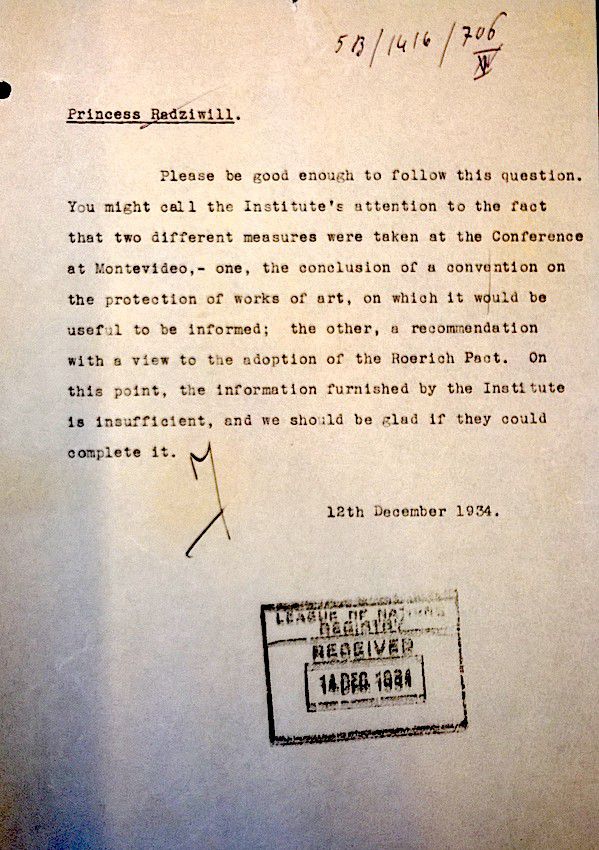 5B/1416/706
XII
Princess Radziwill.
Please be good enough to follow this question.
You might call the Institute's attention to the fact
that two different measures were taken at the Conference
at Montevideo,- one, the conclusion of a convention on
the protection of works of art, on which it would be
useful to be informed; the other, a recommendation
with a view to the adoption of the Roerich Pact. On
this point, the information furnished by the Institute
is insufficient, and we should be glad if they could
complete it.
12th December 1934.
LEAGUE OF NATIONS
REGISTRY
RECEIVED
14 DEC 1934